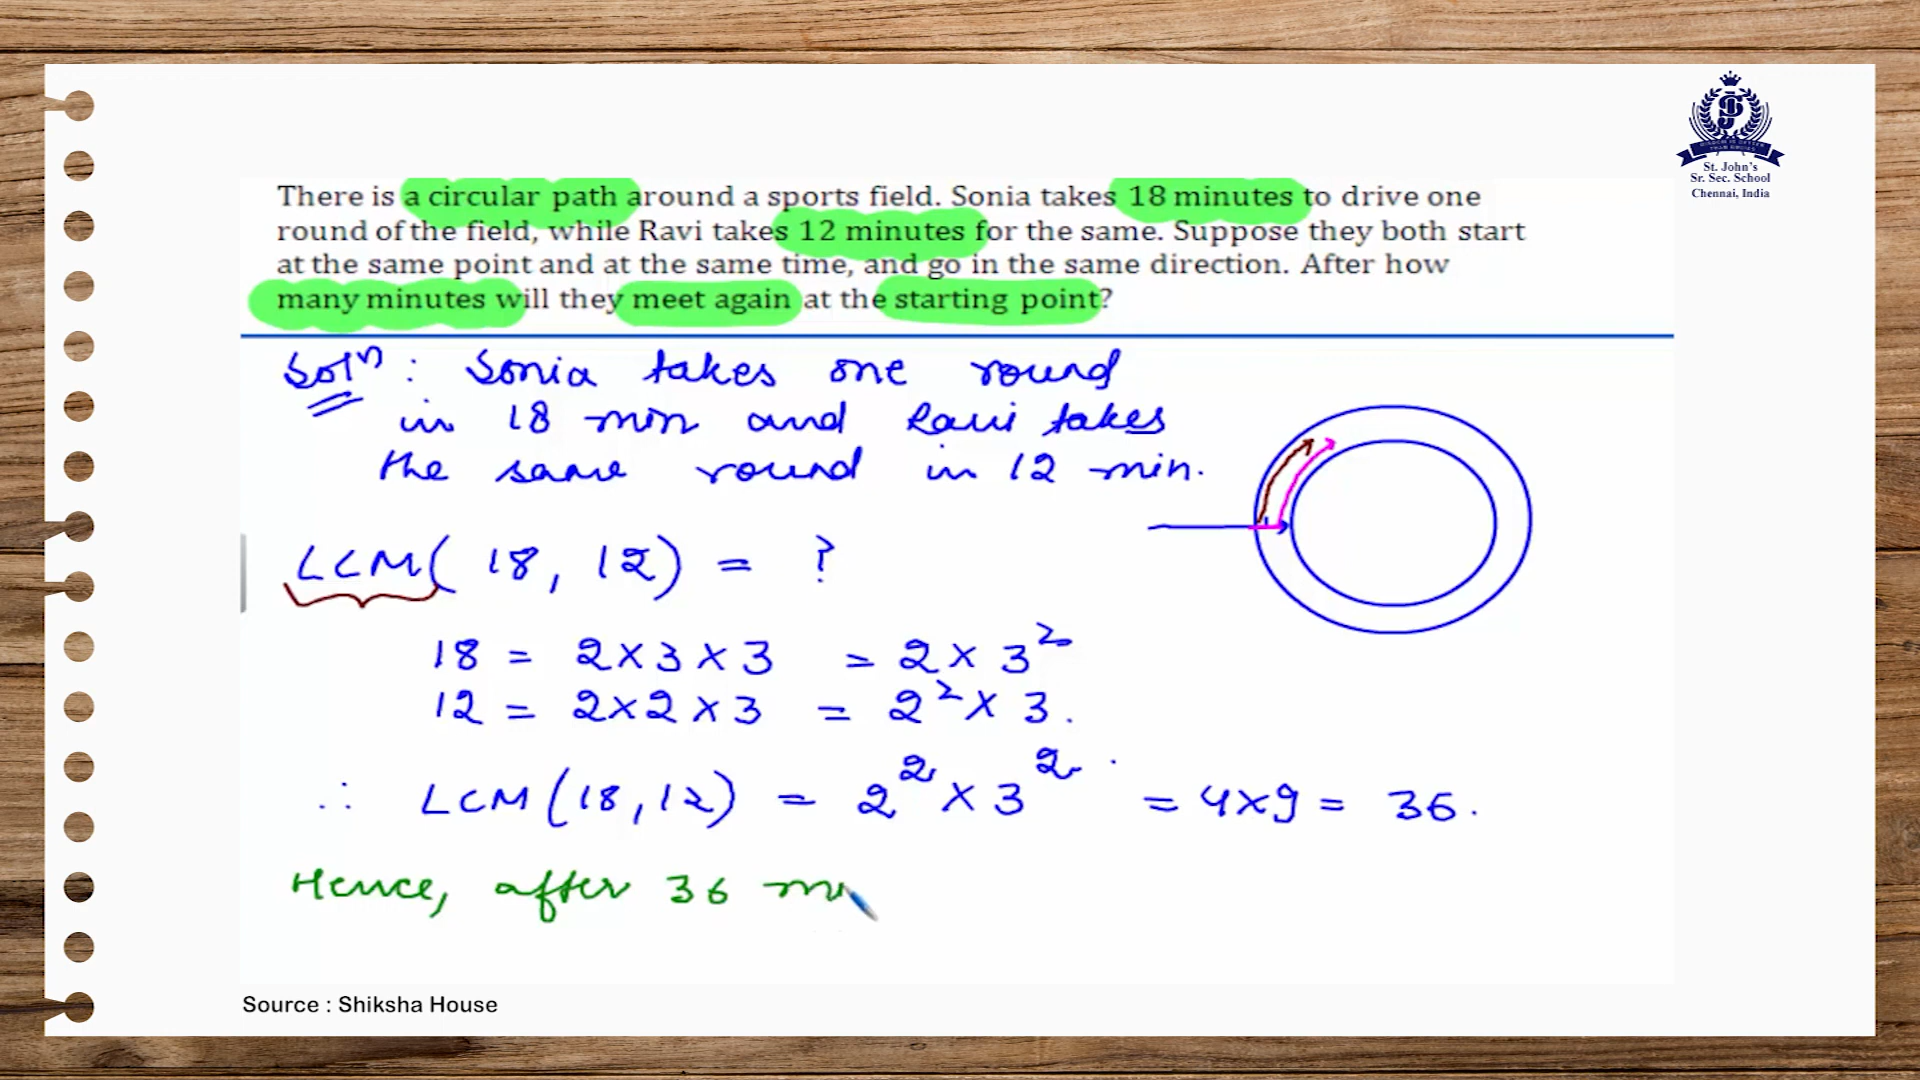 There is a circular path around a sports field. Sonia takes 18 minutes to drive one
round of the field, while Ravi takes 12 minutes for the same. Suppose they both start
at the same point and at the same time, and go in the same direction. After how
many minutes will they meet again at the starting point?
Solⁿ : Sonia takes one round
in 18 min and Ravi takes
the same round in 12 min.
LCM( 18, 12) = ?
18 = 2×3×3 = 2×3²
12 = 2×2×3 = 2²×3.
∴ LCM(18,12) = 2²×3² = 4×9 = 36.
Hence, after 36 mi
Source : Shiksha House
St. John's
Sr. Sec. School
Chennai, India